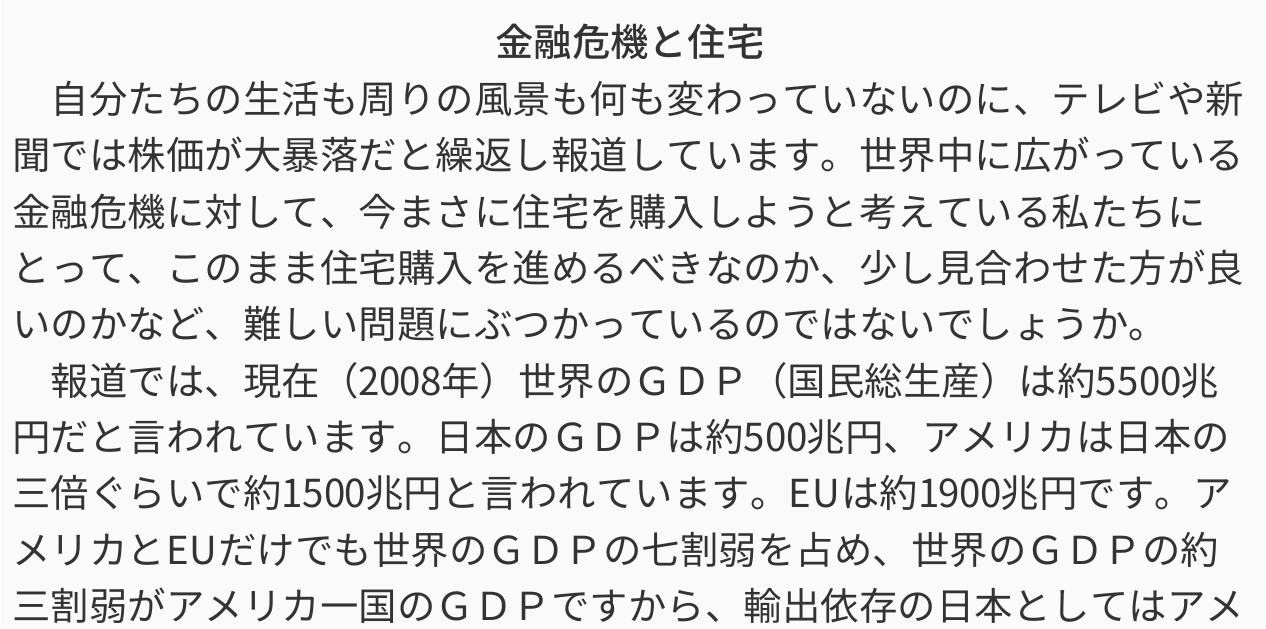 金融危機と住宅
　自分たちの生活も周りの風景も何も変わっていないのに、テレビや新
聞では株価が大暴落だと繰返し報道しています。世界中に広がっている
金融危機に対して、今まさに住宅を購入しようと考えている私たちに
とって、このまま住宅購入を進めるべきなのか、少し見合わせた方が良
いのかなど、難しい問題にぶつかっているのではないでしょうか。
　報道では、現在（2008年）世界のＧＤＰ（国民総生産）は約5500兆
円だと言われています。日本のＧＤＰは約500兆円、アメリカは日本の
三倍ぐらいで約1500兆円と言われています。EUは約1900兆円です。ア
メリカとEUだけでも世界のＧＤＰの七割弱を占め、世界のＧＤＰの約
三割弱がアメリカ一国のＧＤＰですから、輸出依存の日本としてはアメ